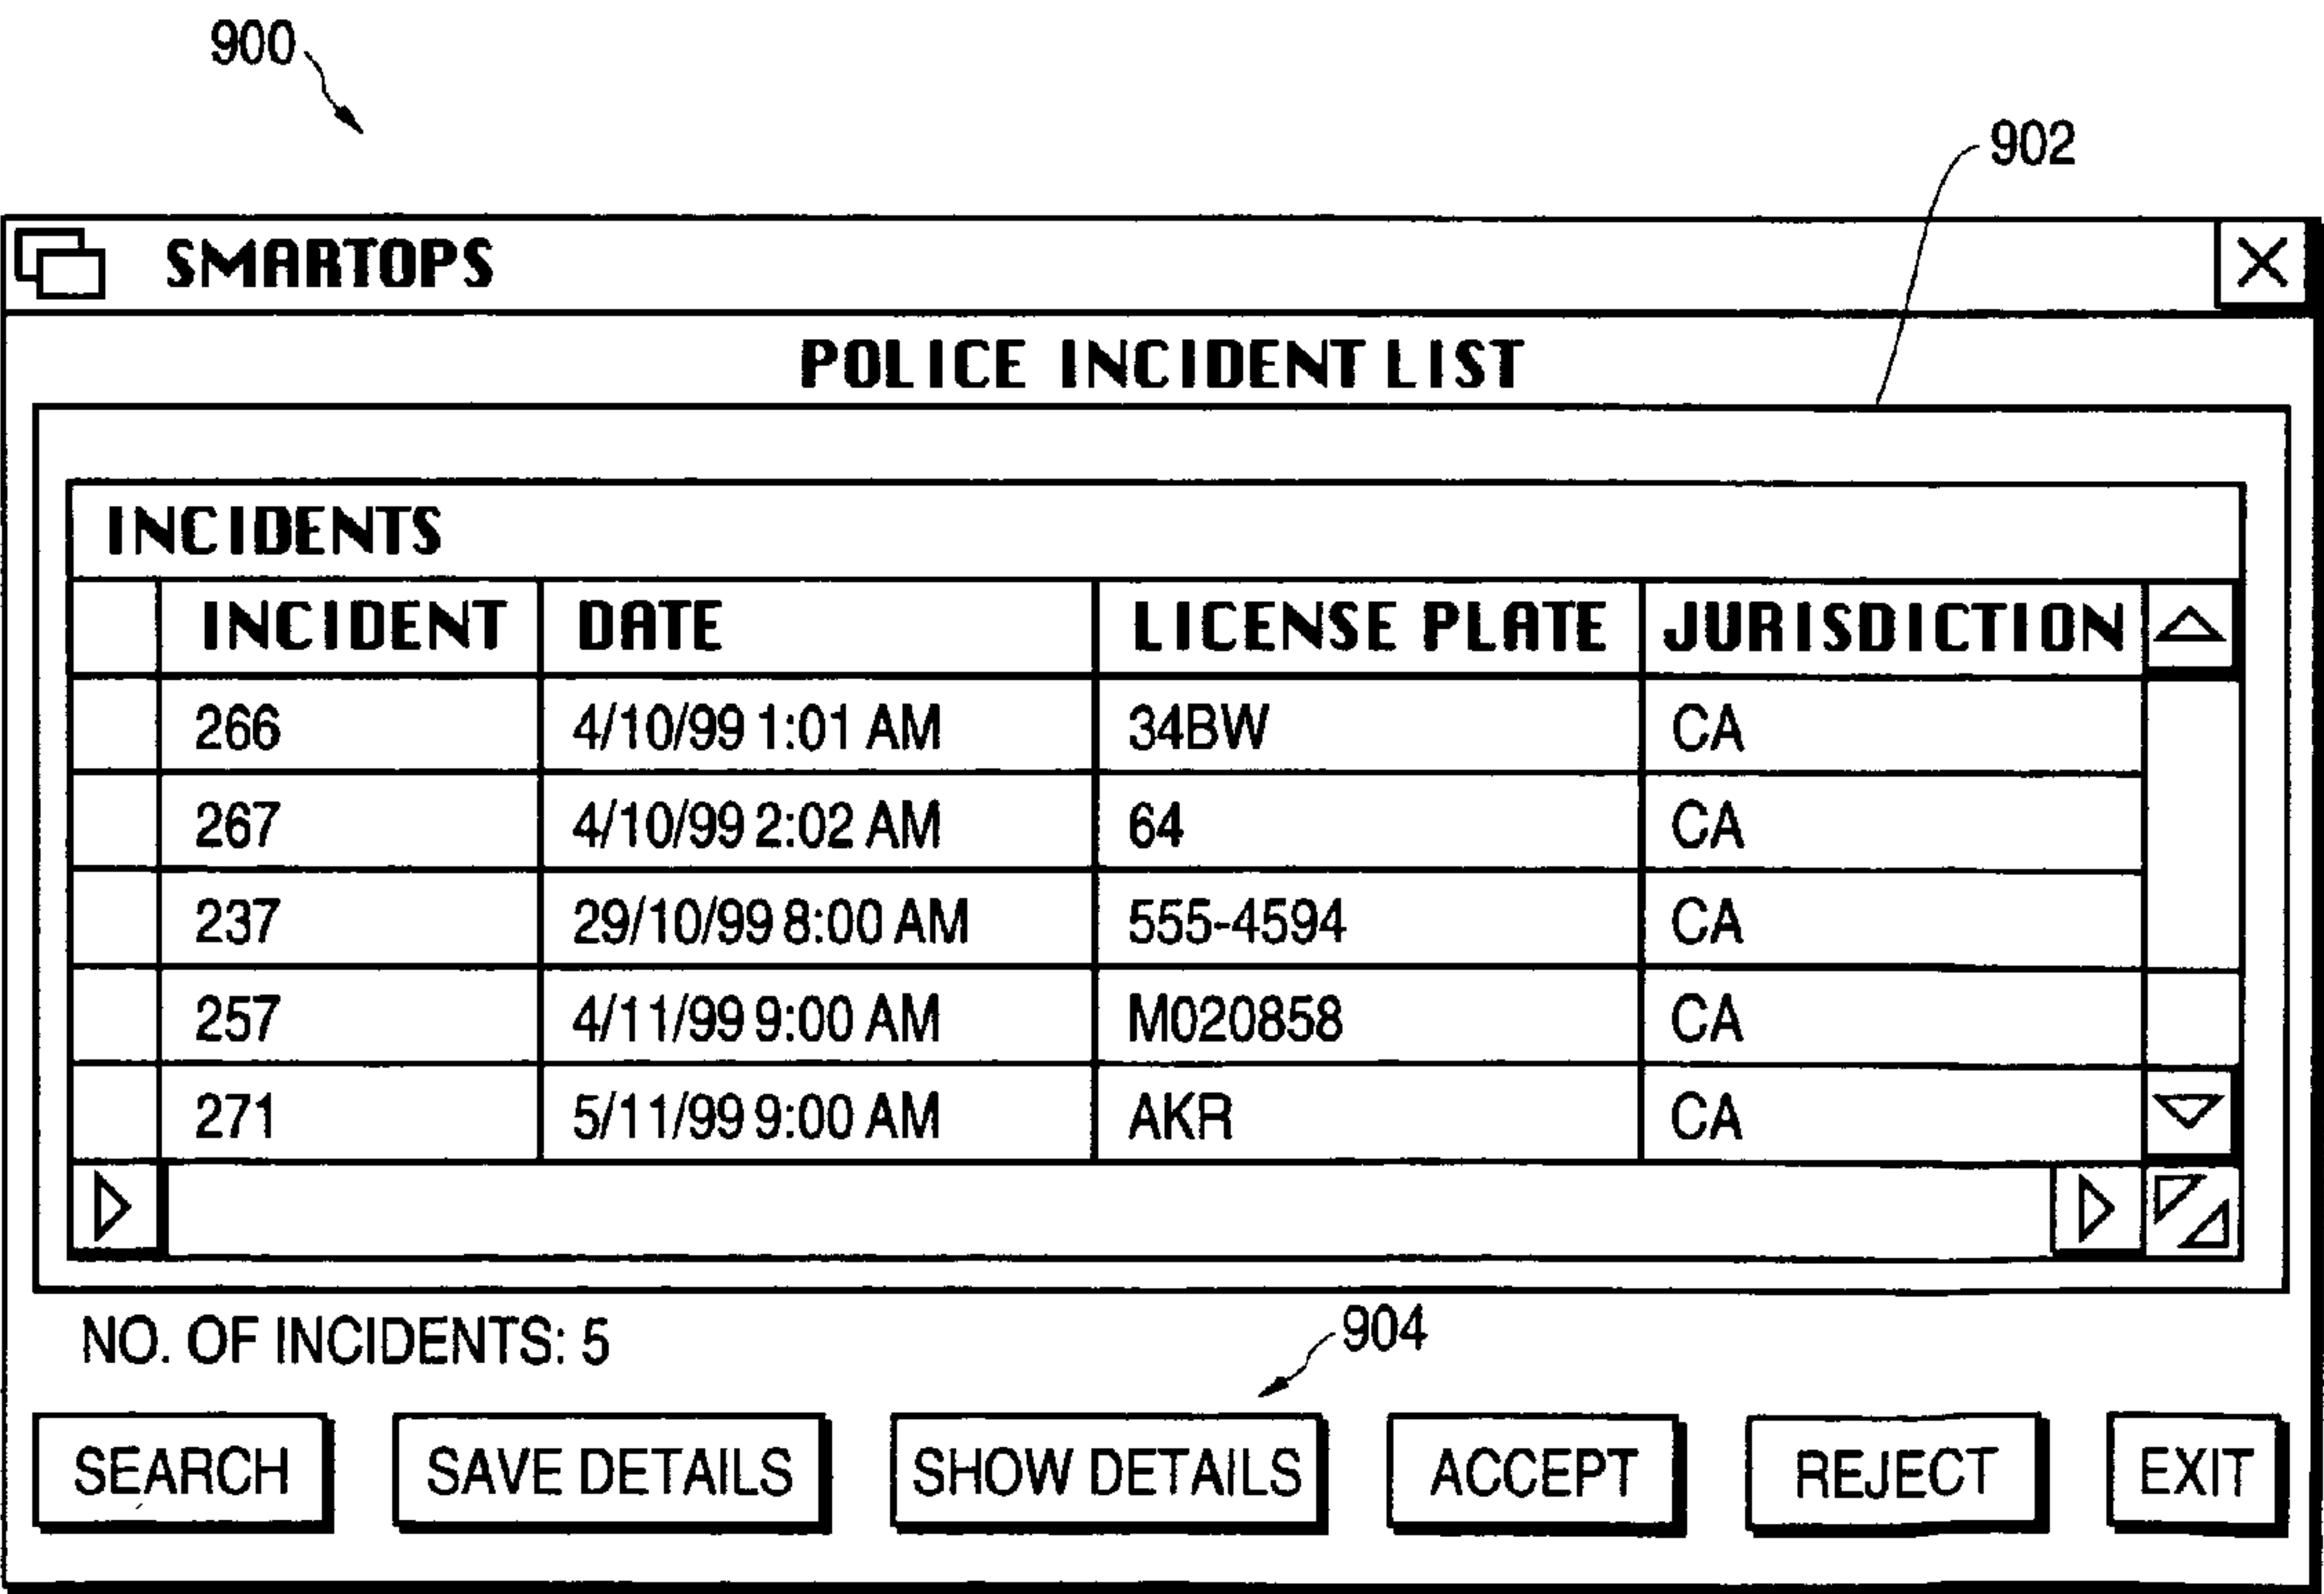 900
902
SMARTOPS
POLICE INCIDENT LIST
INCIDENTS
INCIDENT DATE LICENSE PLATE JURISDICTION
266 4/10/99 1:01 AM 34BW CA
267 4/10/99 2:02 AM 64 CA
237 29/10/99 8:00 AM 555-4594 CA
257 4/11/99 9:00 AM M020858 CA
271 5/11/99 9:00 AM AKR CA
NO. OF INCIDENTS: 5
904
SEARCH SAVE DETAILS SHOW DETAILS ACCEPT REJECT EXIT